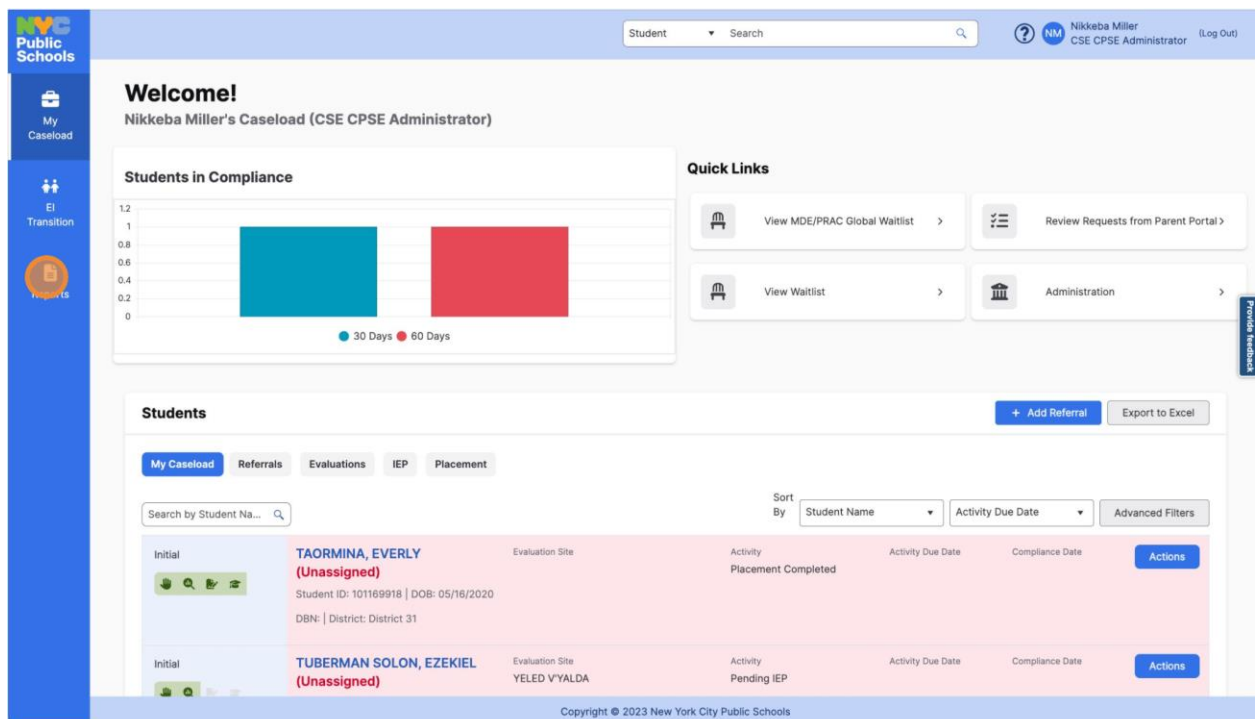 NYC
Public
Schools
Student
Search
?
NM
Nikkeba Miller
CSE CPSE Administrator
(Log Out)
My
Caseload
EI
Transition
Reports
Welcome!
Nikkeba Miller's Caseload (CSE CPSE Administrator)
Students in Compliance
1.2
1
0.8
0.6
0.4
0.2
0
30 Days 60 Days
Quick Links
View MDE/PRAC Global Waitlist
Review Requests from Parent Portal
View Waitlist
Administration
Provide feedback
Students
+ Add Referral
Export to Excel
My Caseload Referrals Evaluations IEP Placement
Search by Student Na...
Sort
By
Student Name
Activity Due Date
Advanced Filters
Initial
TAORMINA, EVERLY
(Unassigned)
Student ID: 101169918 | DOB: 05/16/2020
DBN: | District: District 31
Evaluation Site
Activity
Placement Completed
Activity Due Date
Compliance Date
Actions
Initial
TUBERMAN SOLON, EZEKIEL
(Unassigned)
Evaluation Site
YELED V'YALDA
Activity
Pending IEP
Activity Due Date
Compliance Date
Actions
Copyright © 2023 New York City Public Schools